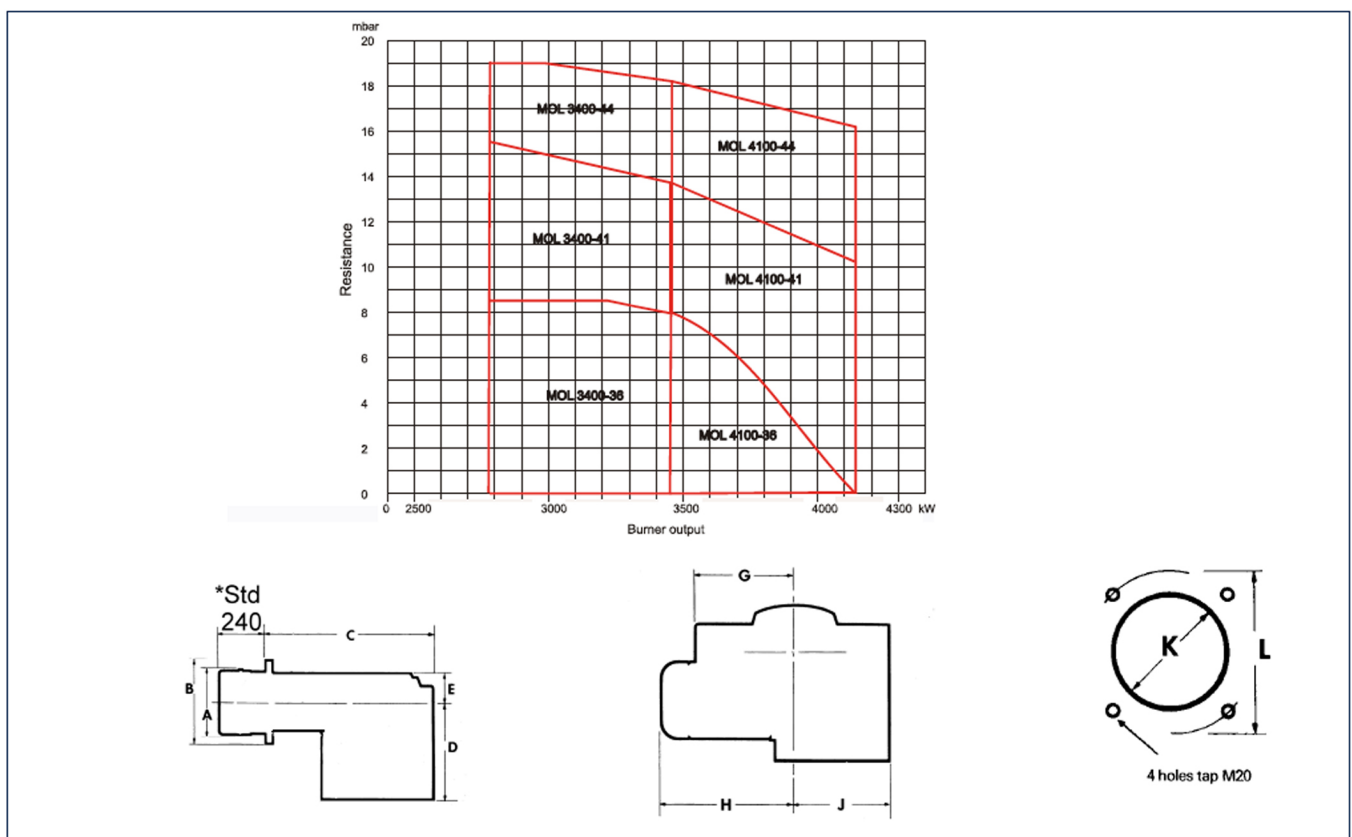 mbar
20
18
16
14
12
10
8
6
4
2
0
Resistance
MOL 3400-44
MOL 4100-44
MOL 3400-41
MOL 4100-41
MOL 3400-36
MOL 4100-36
0 2500 3000 3500 4000 4300 kW
Burner output
*Std
240
C
B
A
E
D
G
H
J
K
L
4 holes tap M20